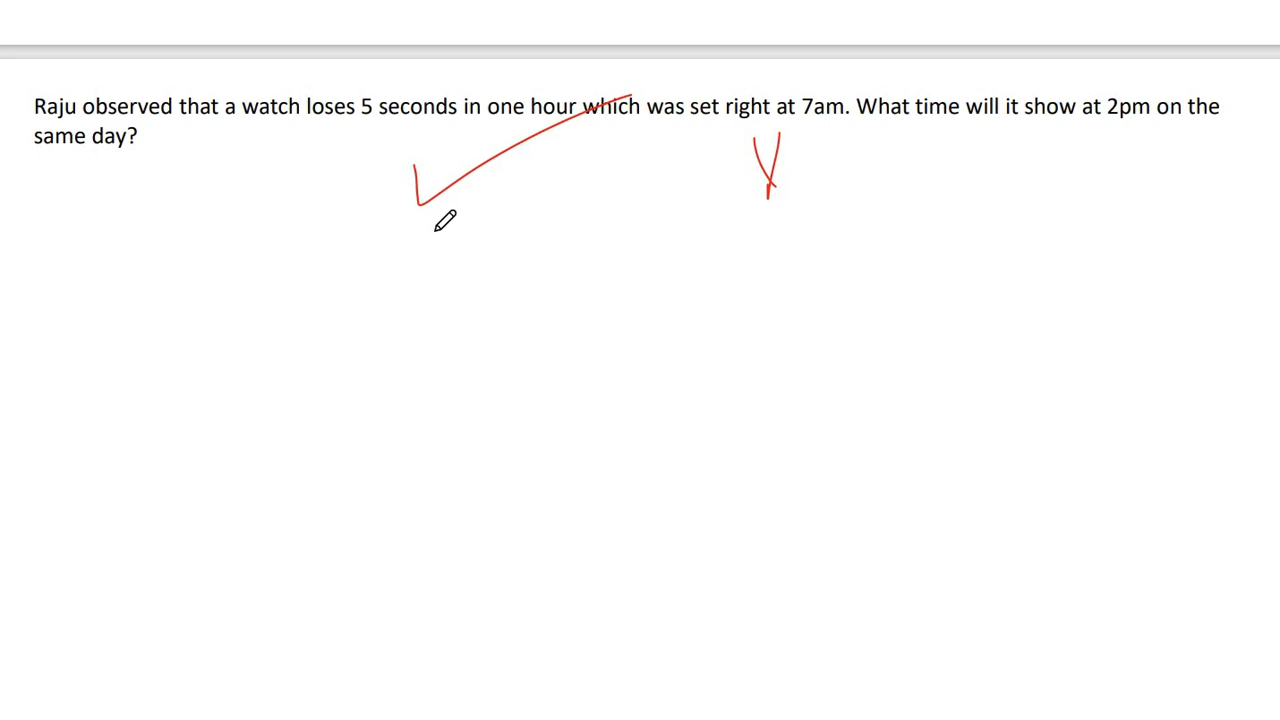 Raju observed that a watch loses 5 seconds in one hour which was set right at 7am. What time will it show at 2pm on the
same day?